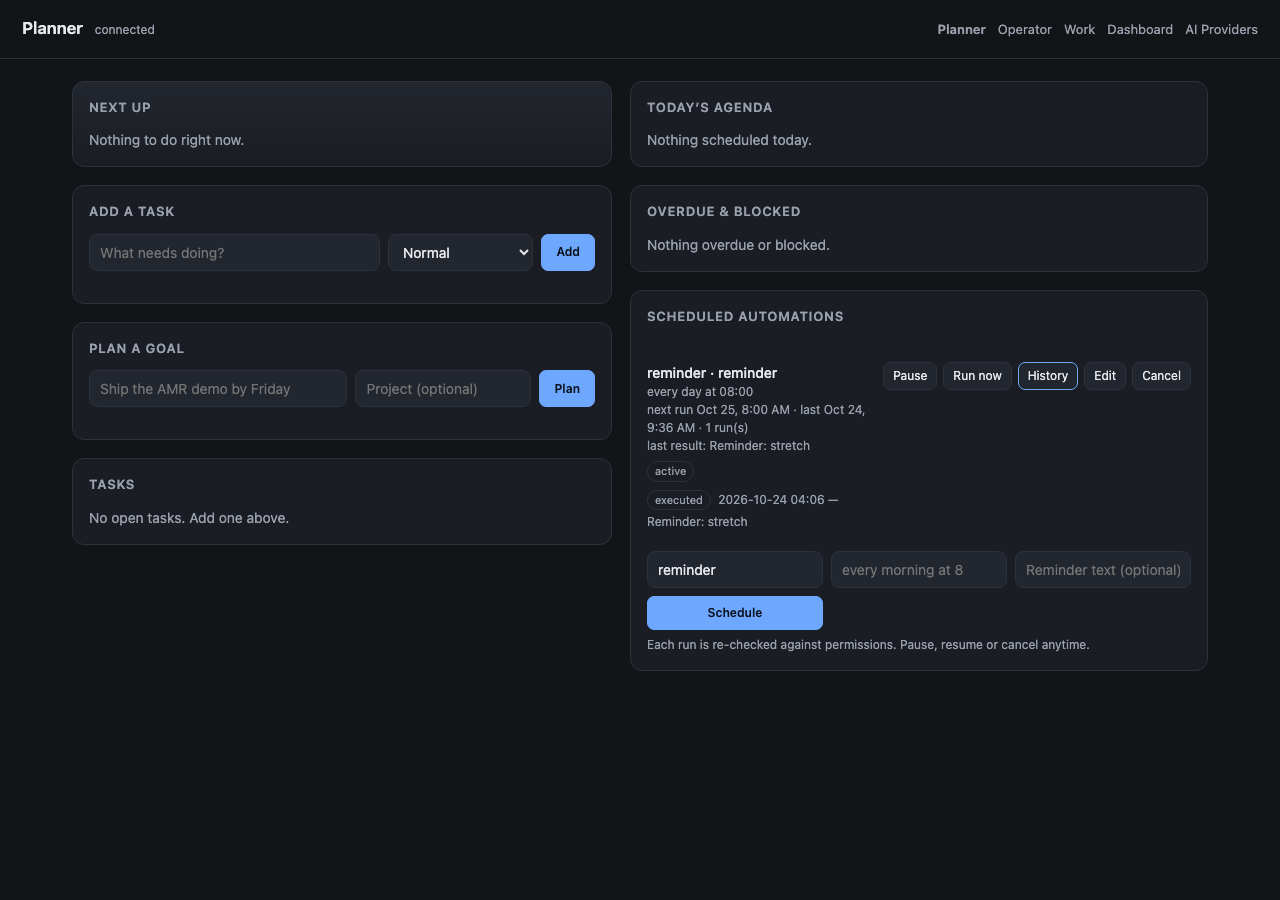 Planner connected
Planner Operator Work Dashboard AI Providers
NEXT UP
Nothing to do right now.
ADD A TASK
What needs doing? Normal Add
PLAN A GOAL
Ship the AMR demo by Friday Project (optional) Plan
TASKS
No open tasks. Add one above.
TODAY’S AGENDA
Nothing scheduled today.
OVERDUE & BLOCKED
Nothing overdue or blocked.
SCHEDULED AUTOMATIONS
reminder · reminder
every day at 08:00
next run Oct 25, 8:00 AM · last Oct 24,
9:36 AM · 1 run(s)
last result: Reminder: stretch
active
executed 2026-10-24 04:06 —
Reminder: stretch
Pause Run now History Edit Cancel
reminder every morning at 8 Reminder text (optional)
Schedule
Each run is re-checked against permissions. Pause, resume or cancel anytime.